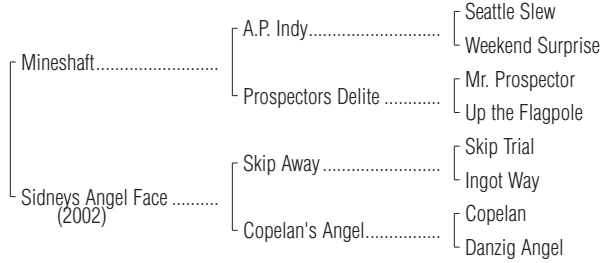 Seattle Slew
A.P. Indy..............................
Weekend Surprise
Mineshaft............................
Mr. Prospector
Prospectors Delite .............
Up the Flagpole
Skip Trial
Skip Away ...........................
Ingot Way
Sidneys Angel Face ..........
(2002)
Copelan
Copelan's Angel.................
Danzig Angel